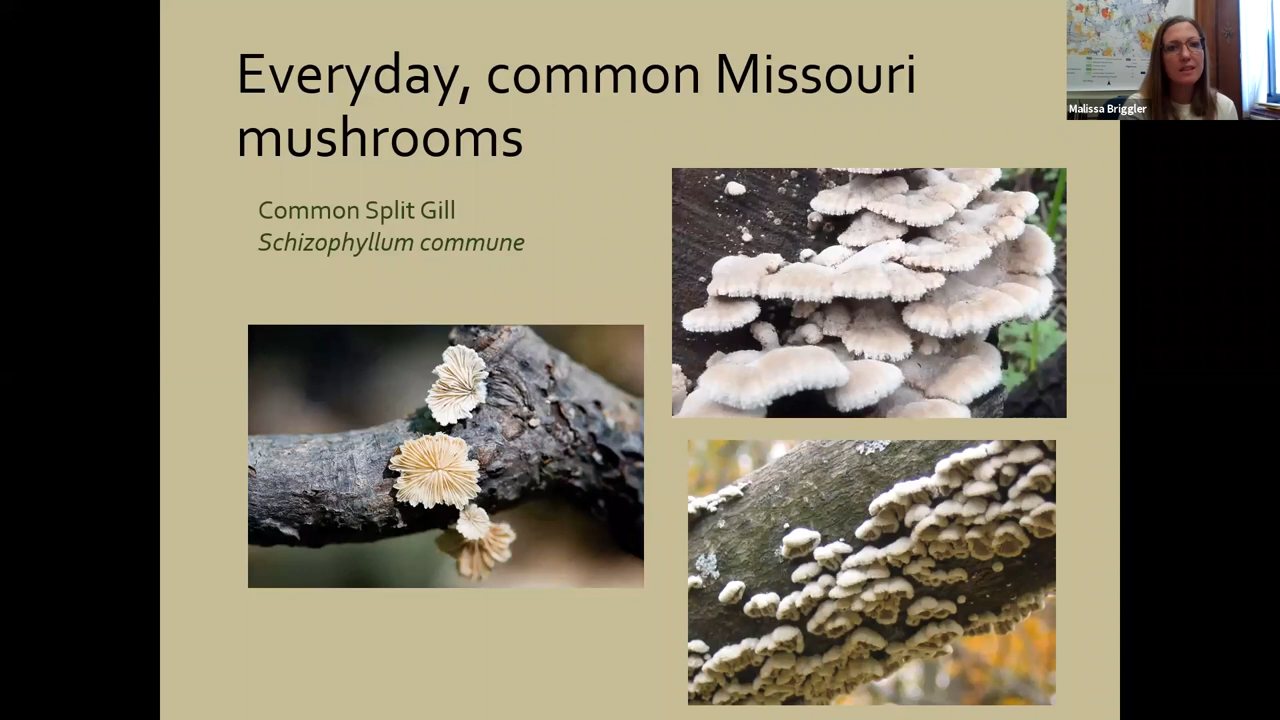 Everyday, common Missouri
mushrooms
Common Split Gill
Schizophyllum commune
Malissa Briggler